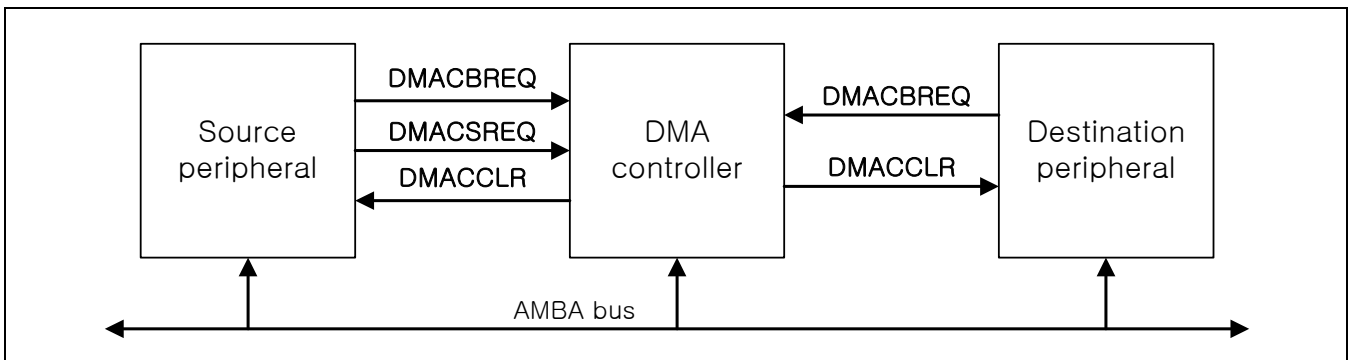 DMACBREQ
DMACBREQ
Source
peripheral
DMACSREQ
DMA
controller
Destination
peripheral
DMACCLR
DMACCLR
AMBA bus